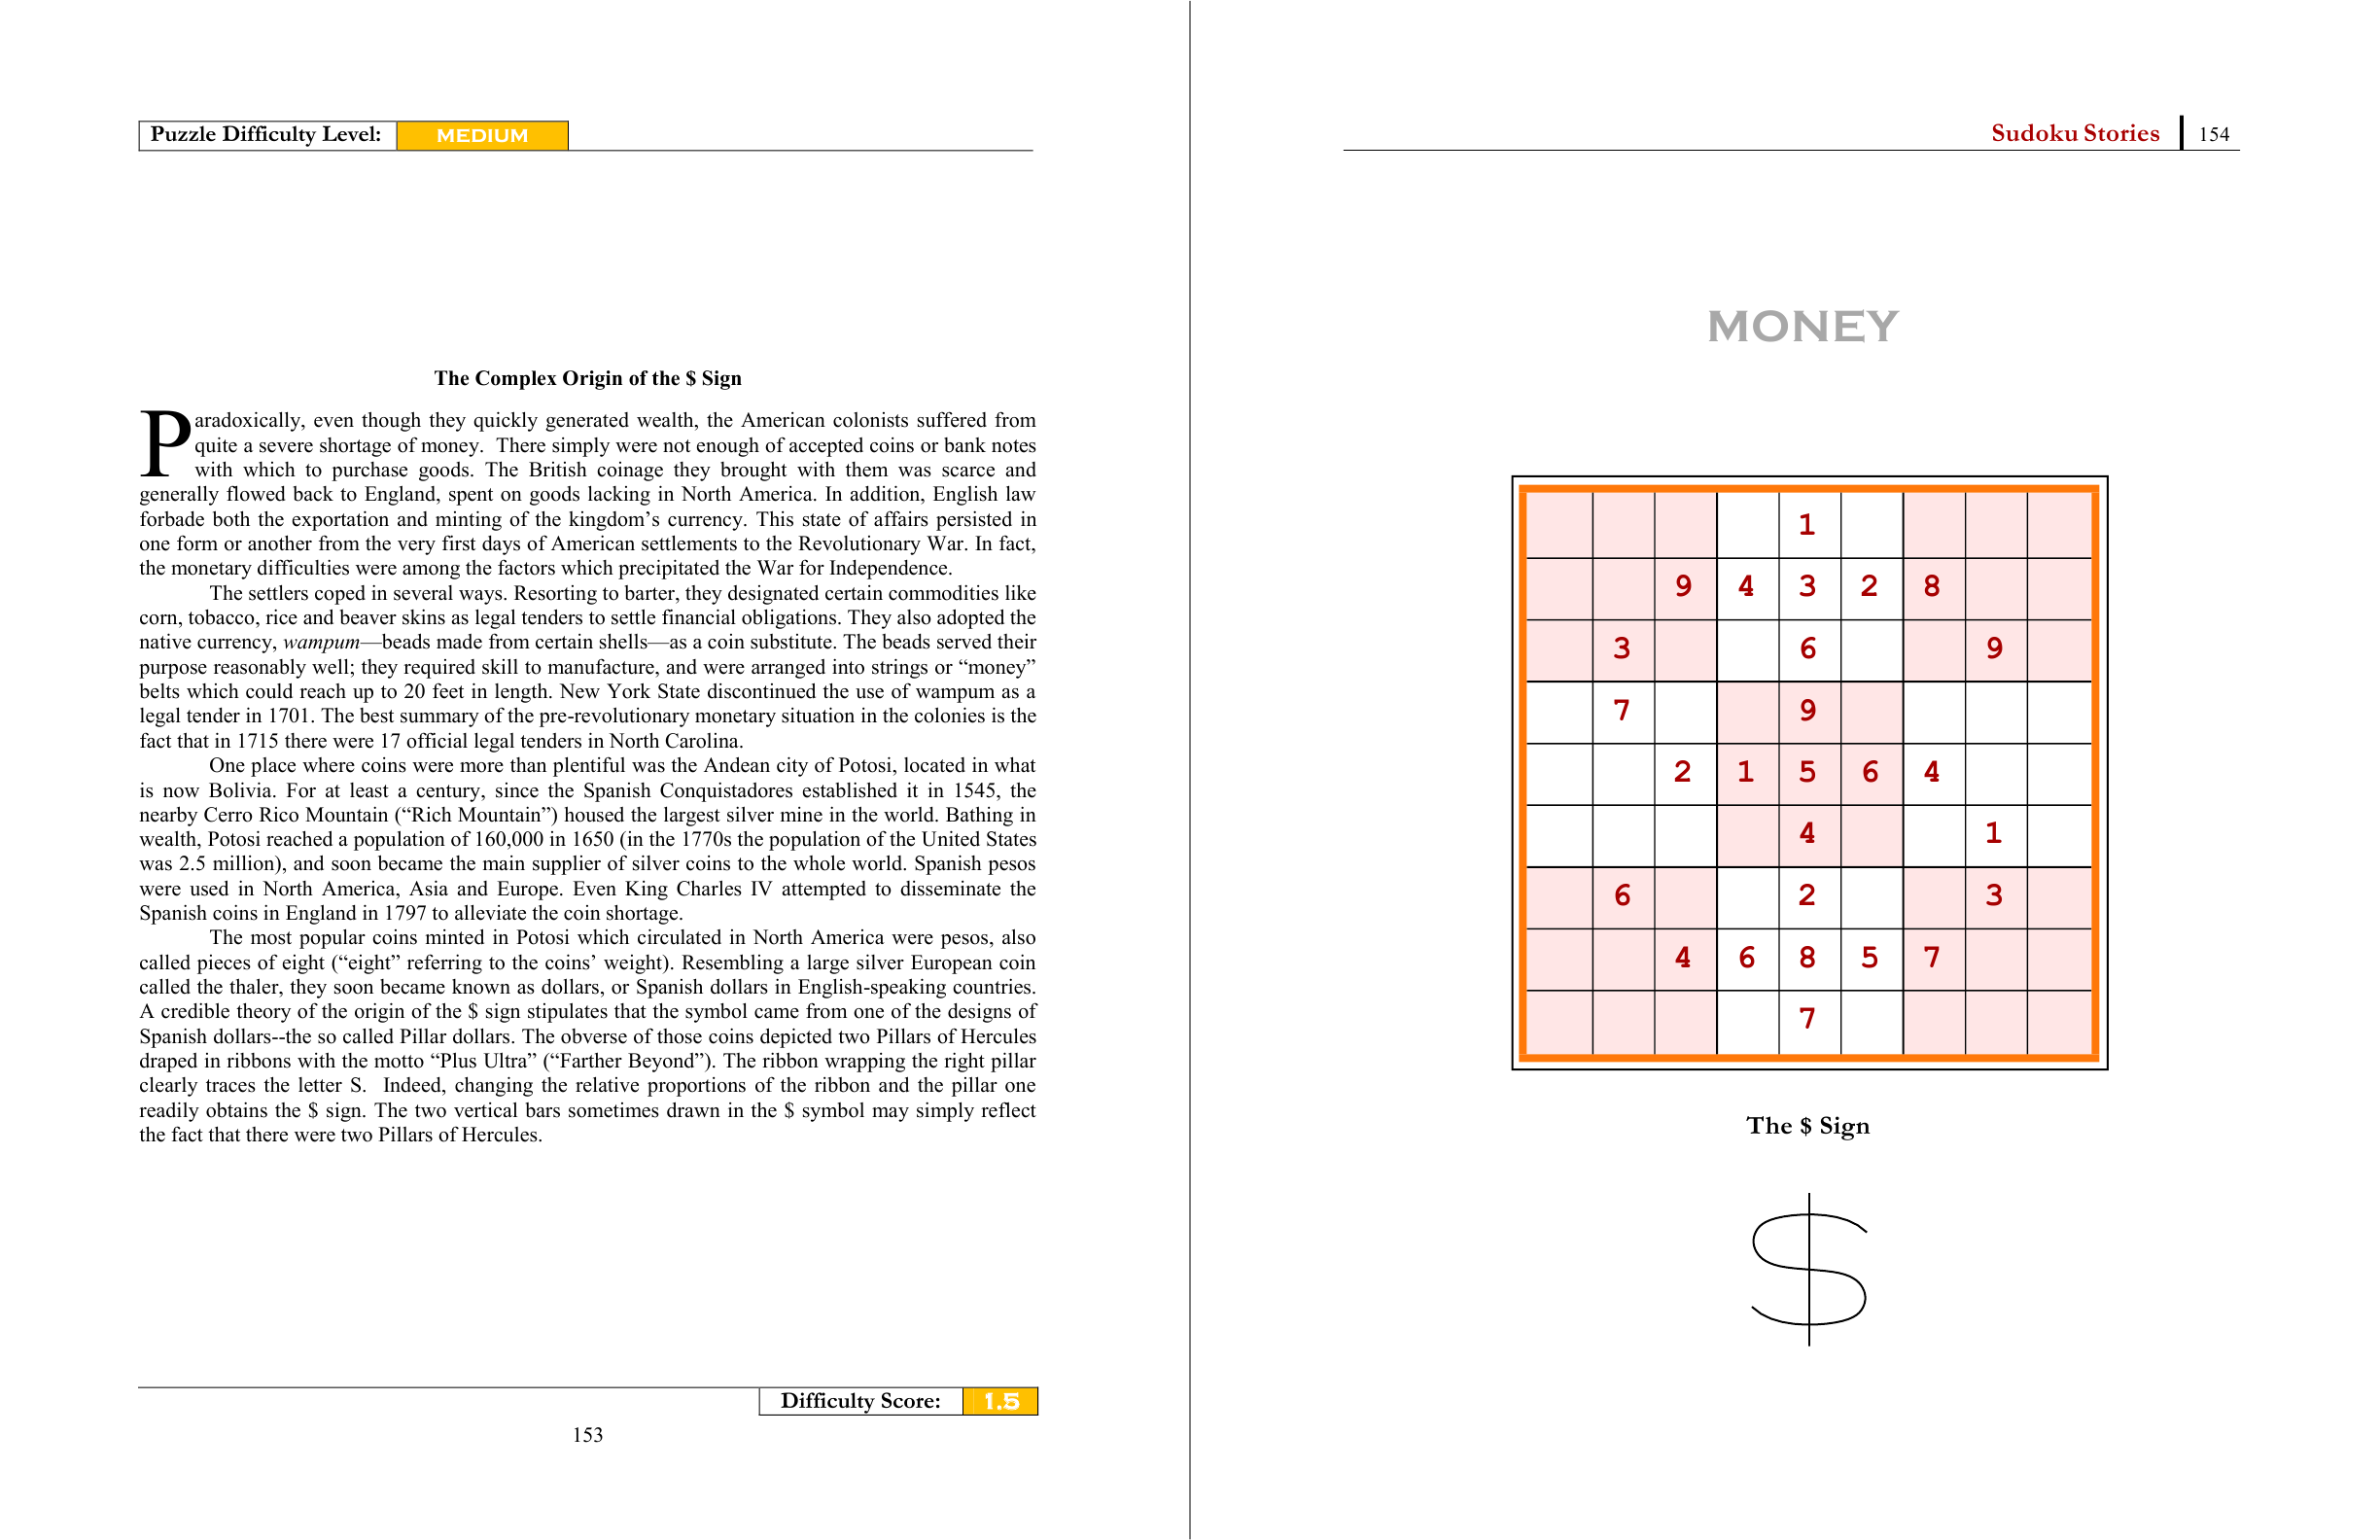 Puzzle Difficulty Level: MEDIUM
The Complex Origin of the $ Sign
Paradoxically, even though they quickly generated wealth, the American colonists suffered from
quite a severe shortage of money. There simply were not enough of accepted coins or bank notes
with which to purchase goods. The British coinage they brought with them was scarce and
generally flowed back to England, spent on goods lacking in North America. In addition, English law
forbade both the exportation and minting of the kingdom’s currency. This state of affairs persisted in
one form or another from the very first days of American settlements to the Revolutionary War. In fact,
the monetary difficulties were among the factors which precipitated the War for Independence.
The settlers coped in several ways. Resorting to barter, they designated certain commodities like
corn, tobacco, rice and beaver skins as legal tenders to settle financial obligations. They also adopted the
native currency, wampum—beads made from certain shells—as a coin substitute. The beads served their
purpose reasonably well; they required skill to manufacture, and were arranged into strings or “money”
belts which could reach up to 20 feet in length. New York State discontinued the use of wampum as a
legal tender in 1701. The best summary of the pre-revolutionary monetary situation in the colonies is the
fact that in 1715 there were 17 official legal tenders in North Carolina.
One place where coins were more than plentiful was the Andean city of Potosi, located in what
is now Bolivia. For at least a century, since the Spanish Conquistadores established it in 1545, the
nearby Cerro Rico Mountain (“Rich Mountain”) housed the largest silver mine in the world. Bathing in
wealth, Potosi reached a population of 160,000 in 1650 (in the 1770s the population of the United States
was 2.5 million), and soon became the main supplier of silver coins to the whole world. Spanish pesos
were used in North America, Asia and Europe. Even King Charles IV attempted to disseminate the
Spanish coins in England in 1797 to alleviate the coin shortage.
The most popular coins minted in Potosi which circulated in North America were pesos, also
called pieces of eight (“eight” referring to the coins’ weight). Resembling a large silver European coin
called the thaler, they soon became known as dollars, or Spanish dollars in English-speaking countries.
A credible theory of the origin of the $ sign stipulates that the symbol came from one of the designs of
Spanish dollars--the so called Pillar dollars. The obverse of those coins depicted two Pillars of Hercules
draped in ribbons with the motto “Plus Ultra” (“Farther Beyond”). The ribbon wrapping the right pillar
clearly traces the letter S. Indeed, changing the relative proportions of the ribbon and the pillar one
readily obtains the $ sign. The two vertical bars sometimes drawn in the $ symbol may simply reflect
the fact that there were two Pillars of Hercules.
Difficulty Score: 1.5
153
Sudoku Stories 154
MONEY
1
9 4 3 2 8
3 6 9
7 9
2 1 5 6 4
4 1
6 2 3
4 6 8 5 7
7
The $ Sign
$